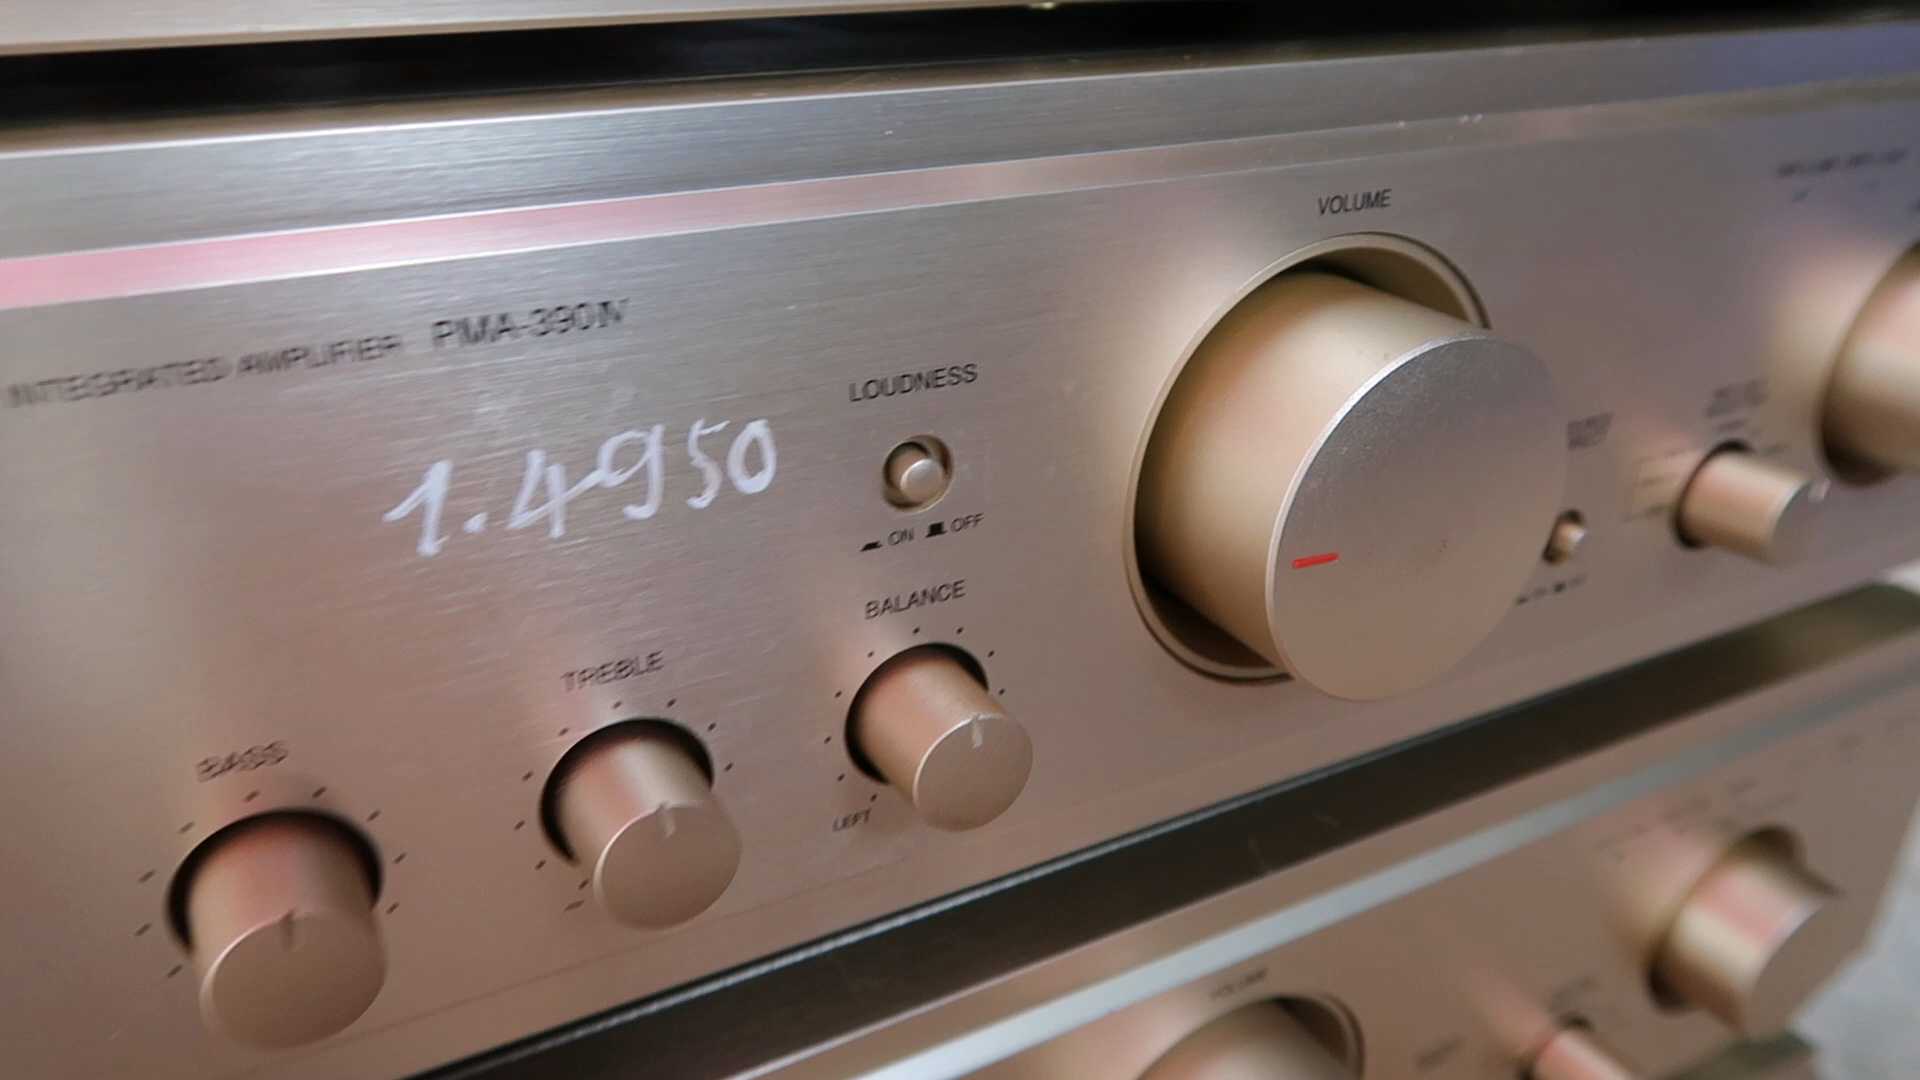 VOLUME
INTEGRATED AMPLIFIER PMA-390IV
LOUDNESS
1.4950
ON OFF
BALANCE
TREBLE
BASS
LEFT
VOLUME